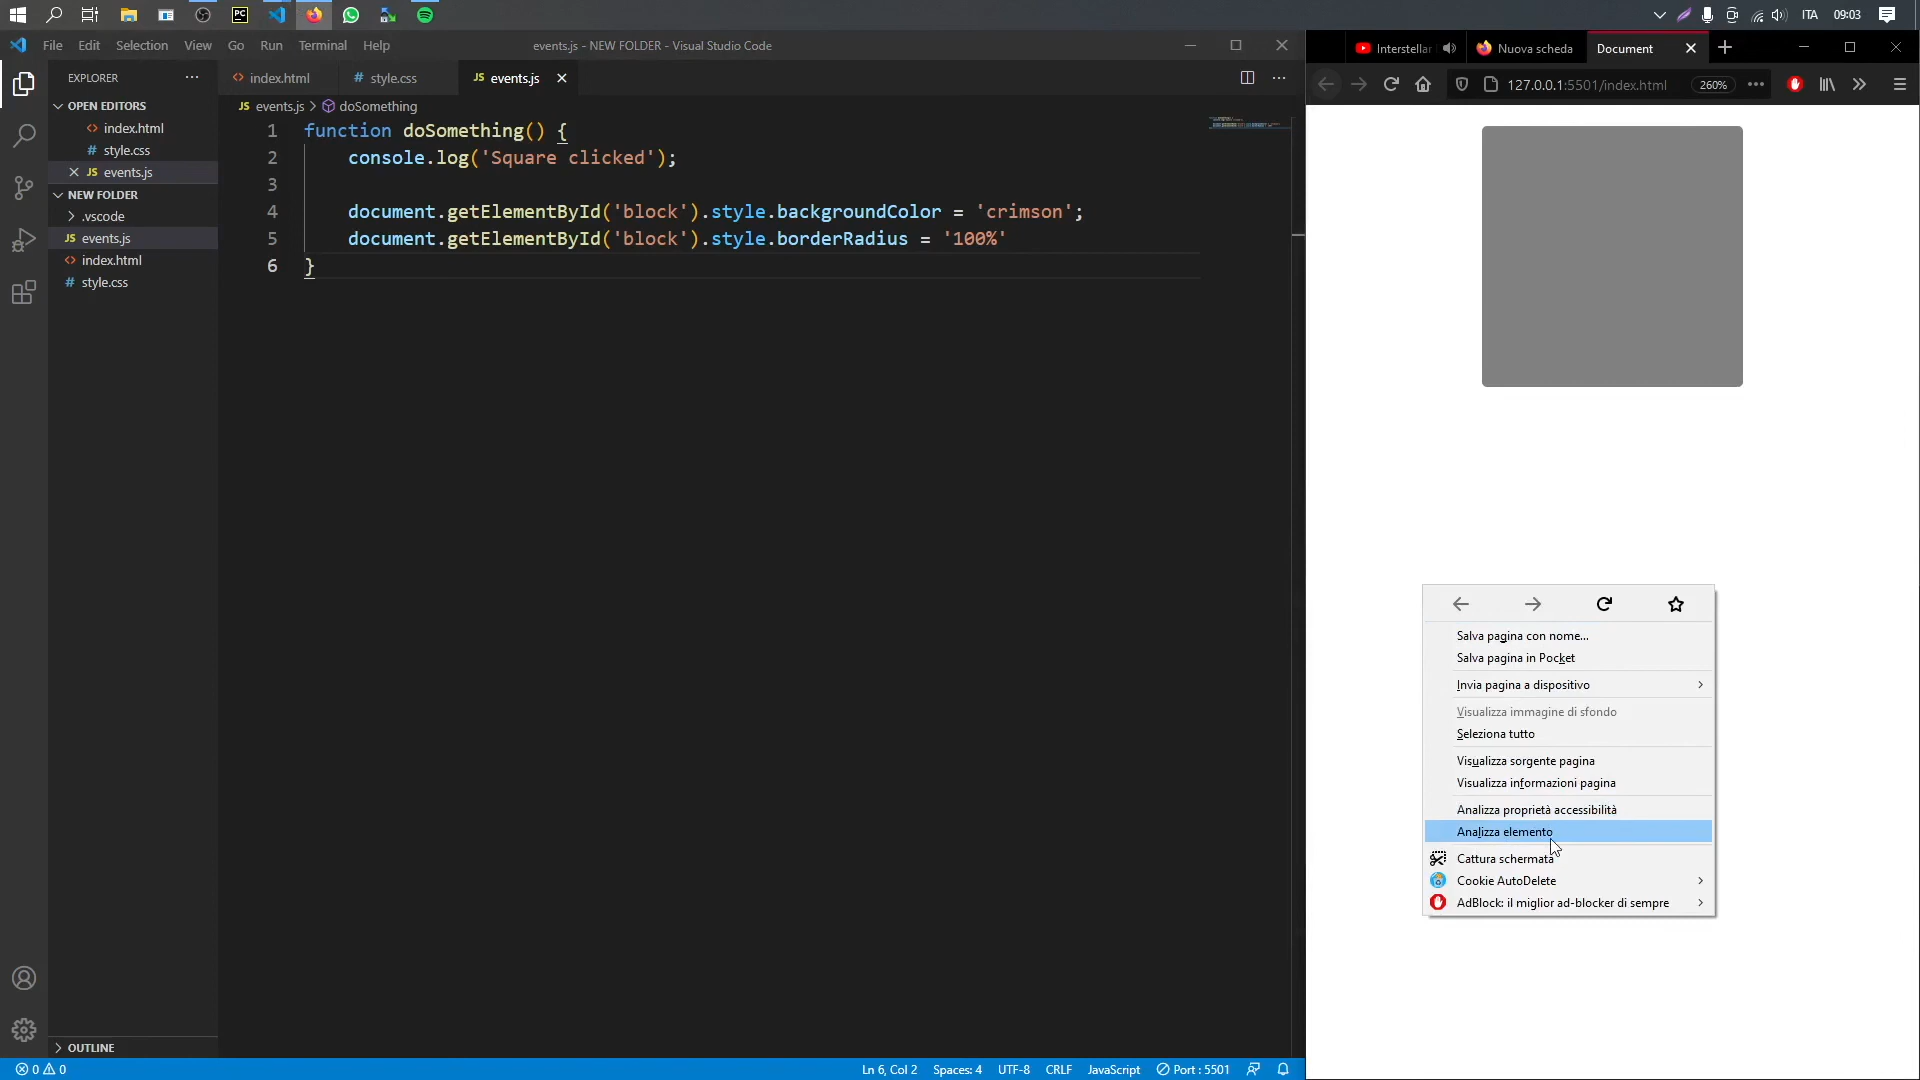 PC
ITA
09:03
File Edit Selection View Go Run Terminal Help
events.js - NEW FOLDER - Visual Studio Code
EXPLORER
OPEN EDITORS
index.html
style.css
JS events.js
NEW FOLDER
.vscode
JS events.js
index.html
# style.css
OUTLINE
index.html
# style.css
JS events.js
JS events.js > doSomething
1 function doSomething() {
2 console.log('Square clicked');
3
4 document.getElementById('block').style.backgroundColor = 'crimson';
5 document.getElementById('block').style.borderRadius = '100%'
6 }
0 0
Ln 6, Col 2 Spaces: 4 UTF-8 CRLF JavaScript Port : 5501
Interstellar
Nuova scheda
Document
127.0.0.1:5501/index.html
260%
Salva pagina con nome...
Salva pagina in Pocket
Invia pagina a dispositivo
Visualizza immagine di sfondo
Seleziona tutto
Visualizza sorgente pagina
Visualizza informazioni pagina
Analizza proprietà accessibilità
Analizza elemento
Cattura schermata
Cookie AutoDelete
AdBlock: il miglior ad-blocker di sempre